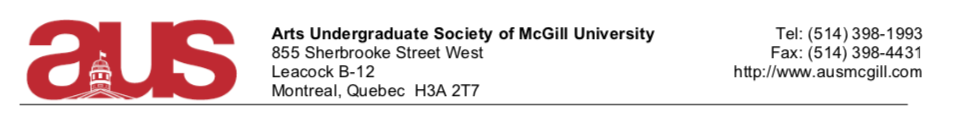 aus
Arts Undergraduate Society of McGill University
855 Sherbrooke Street West
Leacock B-12
Montreal, Quebec H3A 2T7
Tel: (514) 398-1993
Fax: (514) 398-4431
http://www.ausmcgill.com